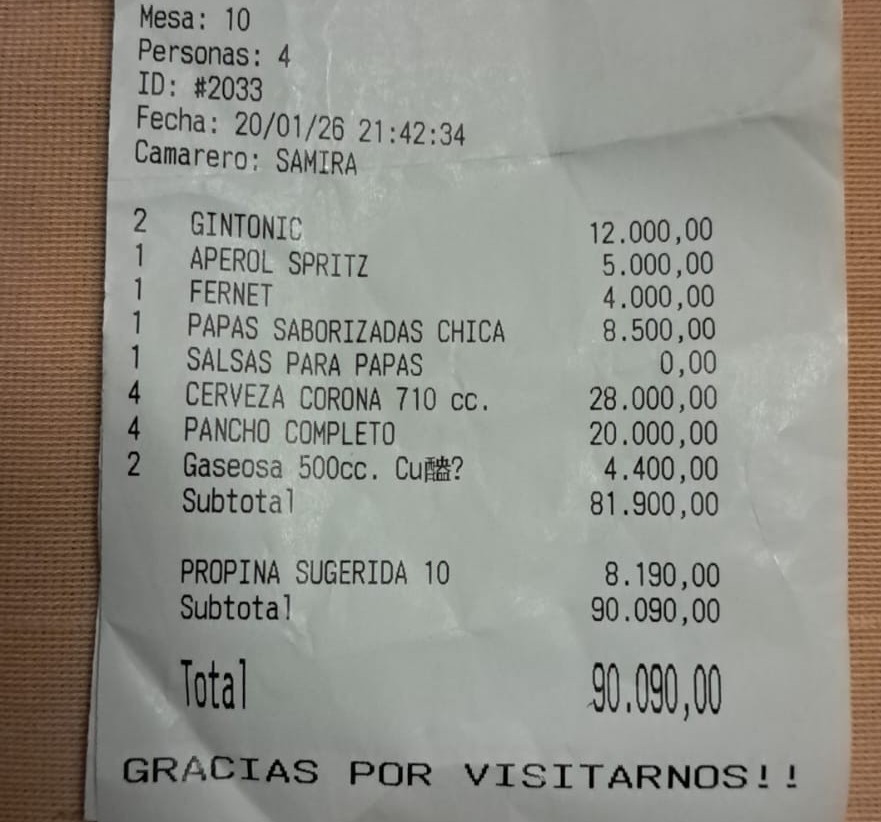 Mesa: 10
Personas: 4
ID: #2033
Fecha: 20/01/26 21:42:34
Camarero: SAMIRA
2 GINTONIC 12.000,00
1 APEROL SPRITZ 5.000,00
1 FERNET 4.000,00
1 PAPAS SABORIZADAS CHICA 8.500,00
1 SALSAS PARA PAPAS 0,00
4 CERVEZA CORONA 710 cc. 28.000,00
4 PANCHO COMPLETO 20.000,00
2 Gaseosa 500cc. 4.400,00
Subtotal 81.900,00
PROPINA SUGERIDA 10 8.190,00
Subtotal 90.090,00
Total 90.090,00
GRACIAS POR VISITARNOS!!